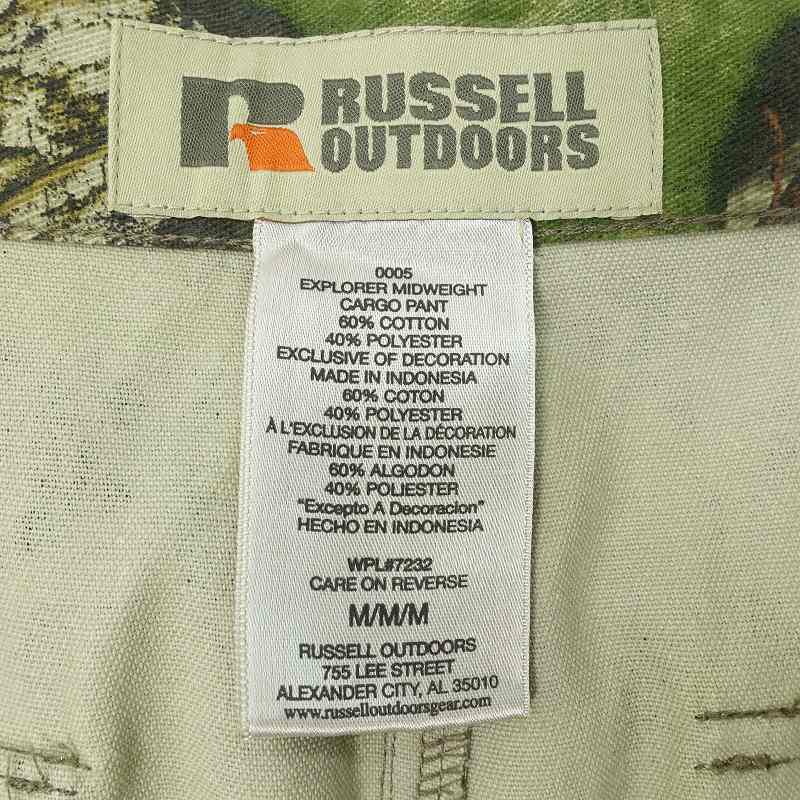 RUSSELL
OUTDOORS
0005
EXPLORER MIDWEIGHT
CARGO PANT
60% COTTON
40% POLYESTER
EXCLUSIVE OF DECORATION
MADE IN INDONESIA
60% COTON
40% POLYESTER
À L'EXCLUSION DE LA DÉCORATION
FABRIQUE EN INDONESIE
60% ALGODON
40% POLIESTER
"Excepto A Decoracion"
HECHO EN INDONESIA
WPL#7232
CARE ON REVERSE
M/M/M
RUSSELL OUTDOORS
755 LEE STREET
ALEXANDER CITY, AL 35010
www.russelloutdoorsgear.com